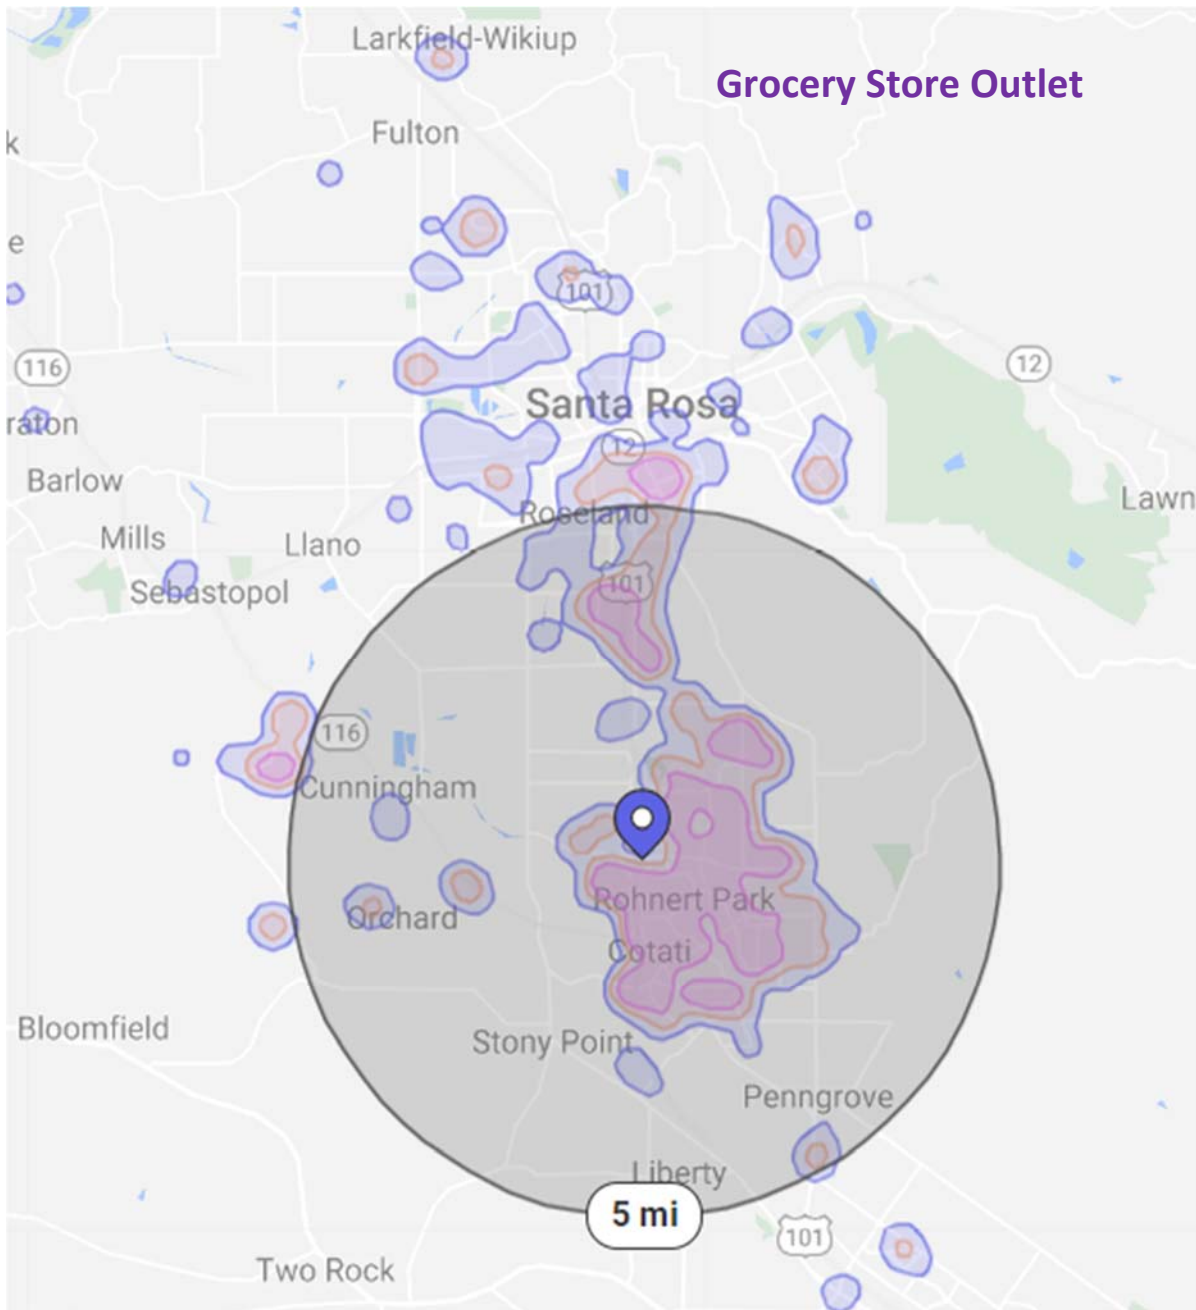 Larkfield-Wikiup
Grocery Store Outlet
Fulton
k
e
101
116
12
Santa Rosa
raton
12
Barlow
Lawn
Roseland
Mills
Llano
101
Sebastopol
116
Cunningham
Rohnert Park
Orchard
Cotati
Bloomfield
Stony Point
Penngrove
Liberty
5 mi
101
Two Rock